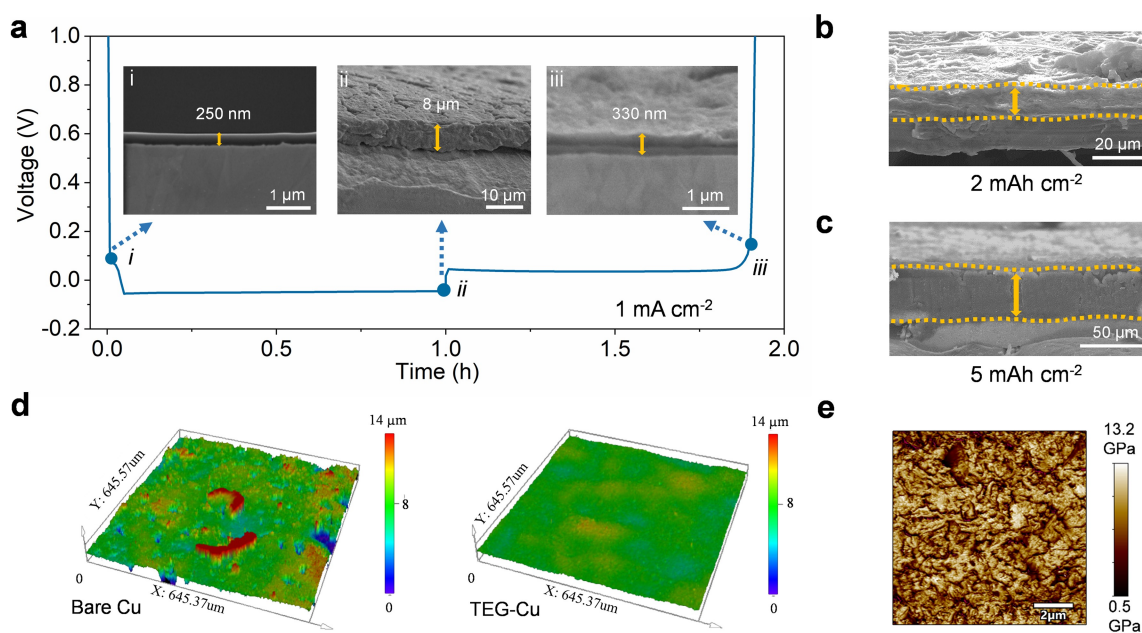 a
1.0
0.8
0.6
0.4
0.2
0.0
-0.2
Voltage (V)
i
250 nm
1 µm
ii
8 µm
10 µm
iii
330 nm
1 µm
i
ii
iii
1 mA cm-2
0.0
0.5
1.0
1.5
2.0
Time (h)
b
20 µm
2 mAh cm-2
c
50 µm
5 mAh cm-2
d
Y: 645.57um
X: 645.37um
0
Bare Cu
14 µm
8
0
Y: 645.57um
X: 645.37um
0
TEG-Cu
14 µm
8
0
e
2µm
13.2
GPa
0.5
GPa